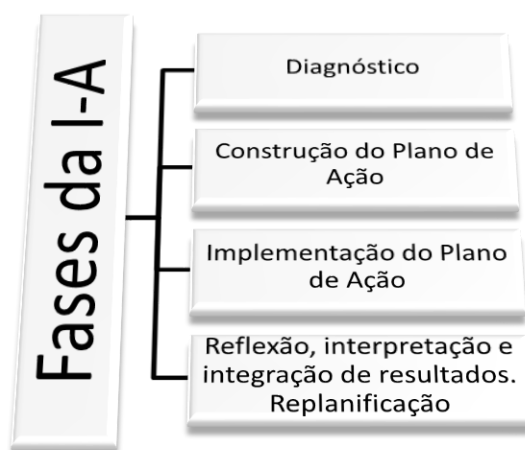 Fases da I-A
Diagnóstico
Construção do Plano de
Ação
Implementação do Plano
de Ação
Reflexão, interpretação e
integração de resultados.
Replanificação